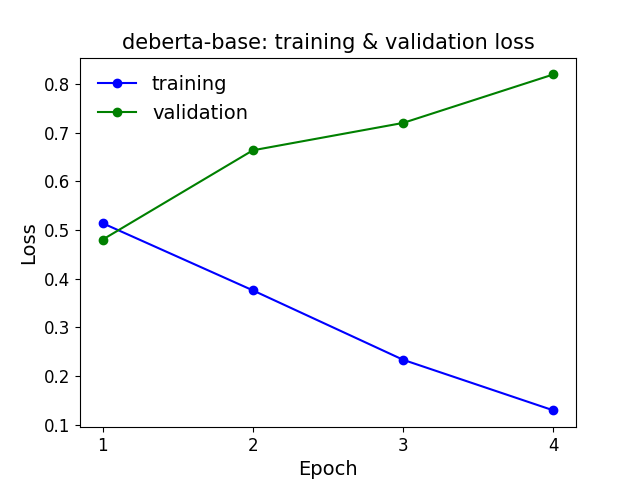 deberta-base: training & validation loss
training
validation
0.8
0.7
0.6
0.5
0.4
0.3
0.2
0.1
Loss
1 2 3 4
Epoch